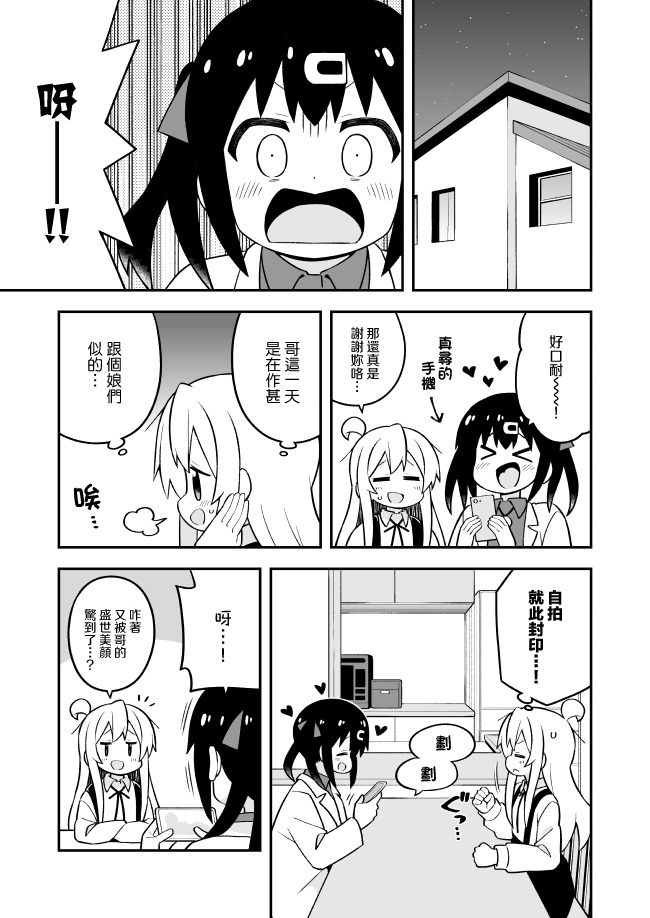 呀──!!
好口耐~~~!
真尋的
手機
那還真是
謝謝妳咯…
哥這一天
是在作甚
跟個娘們
似的…
唉…
自拍
就此封印…!
劃
劃
ぐっ…
呀…!
咋著
又被哥的
盛世美顏
驚到了…?